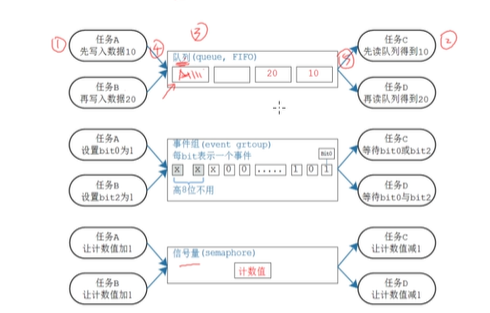 ①
任务A
先写入数据10
任务B
再写入数据20
④
③
队列(queue, FIFO)
20
10
⑤
任务C
先读队列得到10
②
任务D
再读队列得到20
任务A
设置bit0为1
任务B
设置bit2为1
事件组(event grtoup)
每bit表示一个事件
Bit0
x x x 0 0 ..... 1 0 1
高8位不用
任务C
等待bit0或bit2
任务D
等待bit0与bit2
任务A
让计数值加1
任务B
让计数值加1
信号量(semaphore)
计数值
任务C
让计数值减1
任务D
让计数值减1